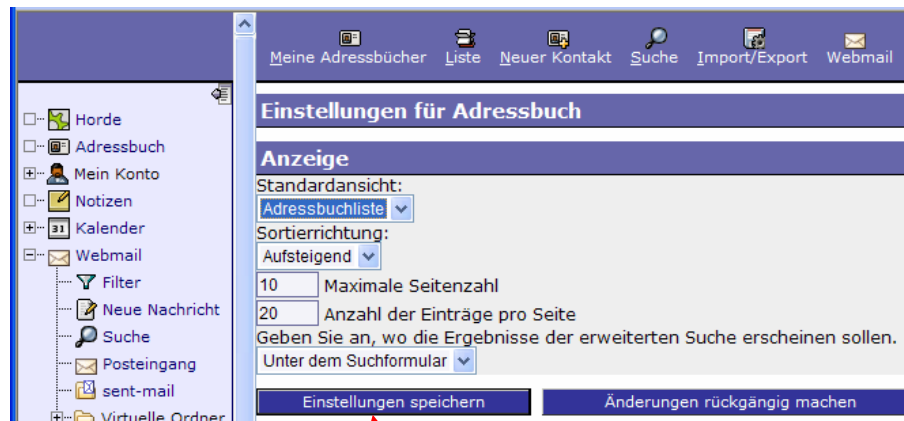 Meine Adressbücher Liste Neuer Kontakt Suche Import/Export Webmail
Horde
Adressbuch
Mein Konto
Notizen
31 Kalender
Webmail
Filter
Neue Nachricht
Suche
Posteingang
sent-mail
Virtuelle Ordner
Einstellungen für Adressbuch
Anzeige
Standardansicht:
Adressbuchliste
Sortierrichtung:
Aufsteigend
10 Maximale Seitenzahl
20 Anzahl der Einträge pro Seite
Geben Sie an, wo die Ergebnisse der erweiterten Suche erscheinen sollen.
Unter dem Suchformular
Einstellungen speichern Änderungen rückgängig machen